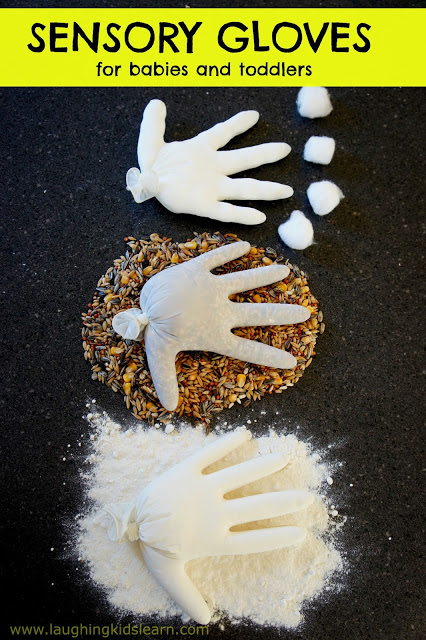 SENSORY GLOVES
for babies and toddlers
www.laughingkidslearn.com